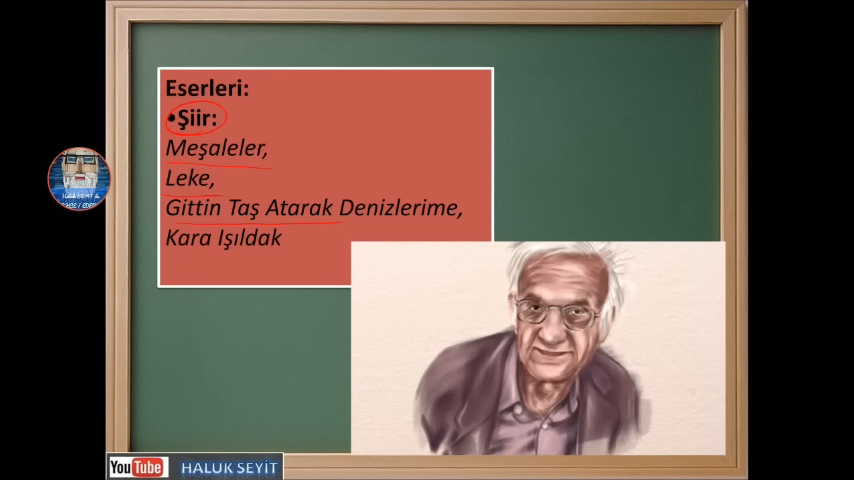 Eserleri:
•Şiir:
Meşaleler,
Leke,
Gittin Taş Atarak Denizlerime,
Kara Işıldak
YouTube HALUK SEYİT